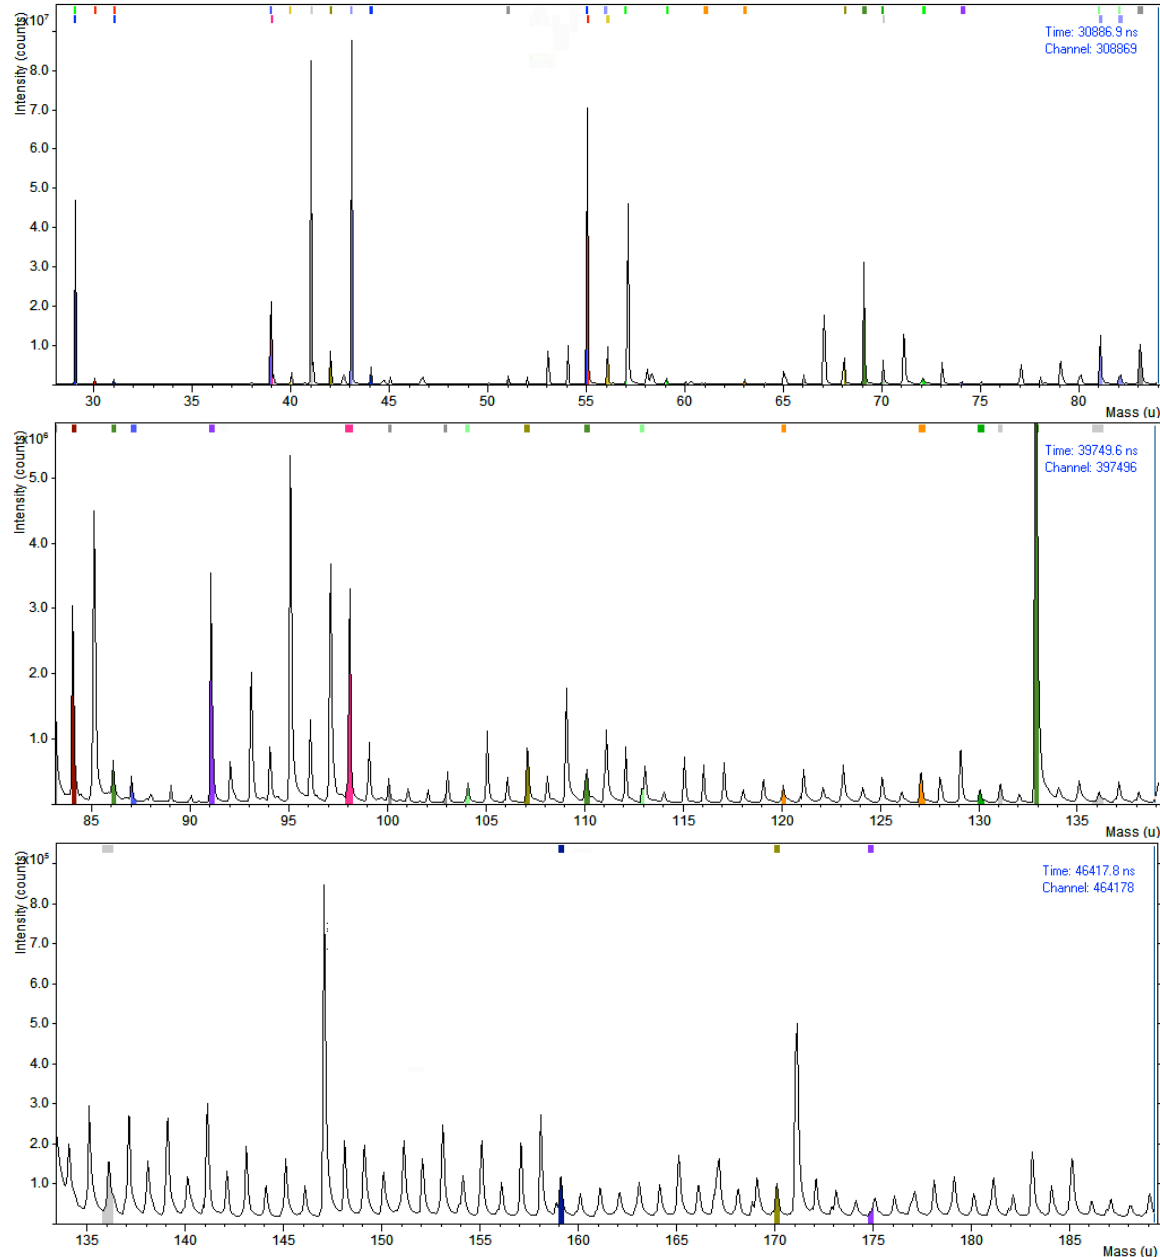 x10⁷
Intensity (counts)
8.0
7.0
6.0
5.0
4.0
3.0
2.0
1.0
Time: 30886.9 ns
Channel: 308869
30 35 40 45 50 55 60 65 70 75 80
Mass (u)
x10⁶
Intensity (counts)
5.0
4.0
3.0
2.0
1.0
Time: 39749.6 ns
Channel: 397496
85 90 95 100 105 110 115 120 125 130 135
Mass (u)
x10⁵
Intensity (counts)
8.0
7.0
6.0
5.0
4.0
3.0
2.0
1.0
Time: 46417.8 ns
Channel: 464178
135 140 145 150 155 160 165 170 175 180 185
Mass (u)